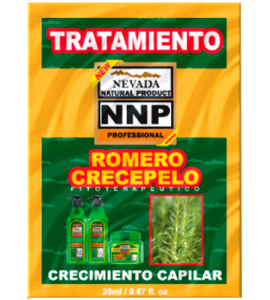 TRATAMIENTO
NEW
NEVADA
NATURAL PRODUCT
NNP
PROFESSIONAL
ROMERO
CRECEPELO
FITOTERAPEUTICO
CRECIMIENTO CAPILAR
20ml / 0.67 fl. oz